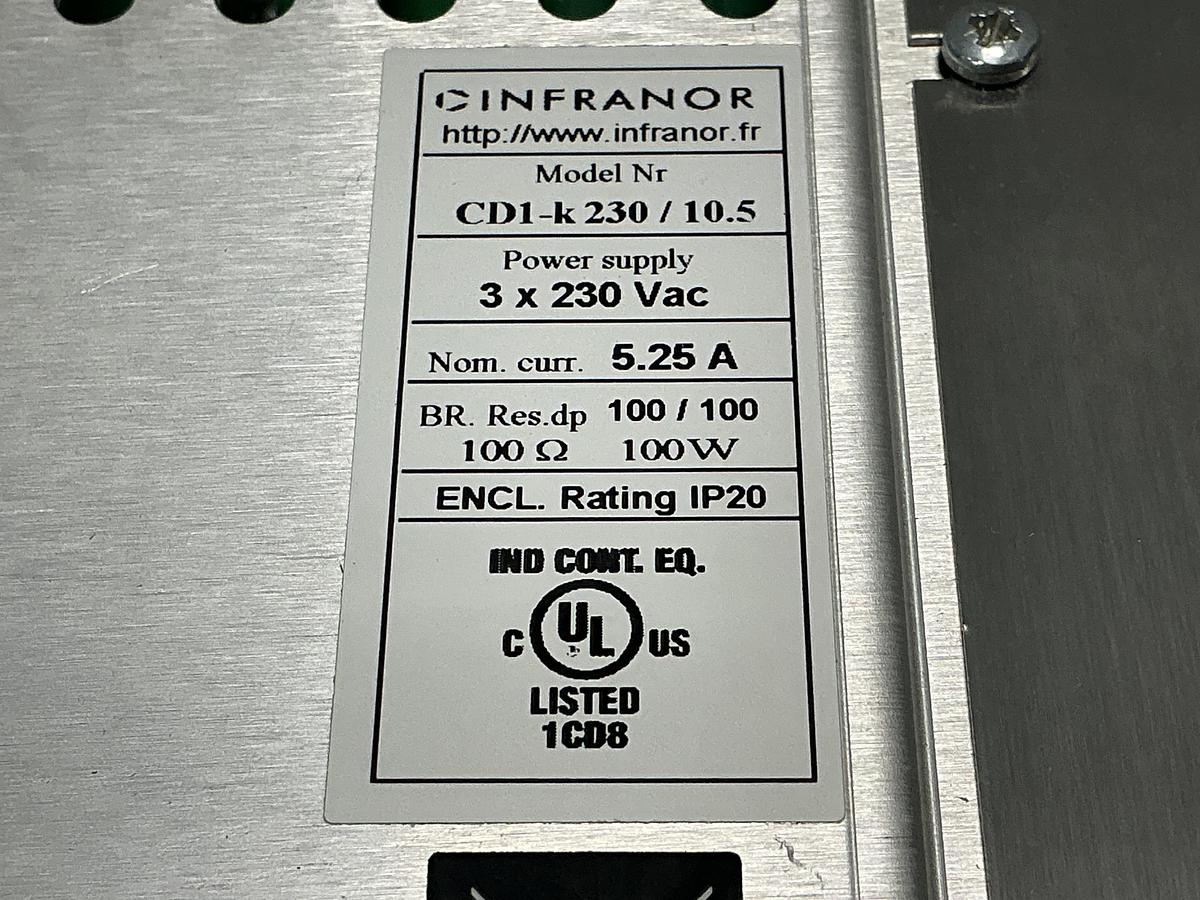 INFRANOR
http://www.infranor.fr
Model Nr
CD1-k 230 / 10.5
Power supply
3 x 230 Vac
Nom. curr. 5.25 A
BR. Res.dp 100 / 100
100 Ω 100W
ENCL. Rating IP20
IND CONT. EQ.
C UL US
LISTED
1CD8